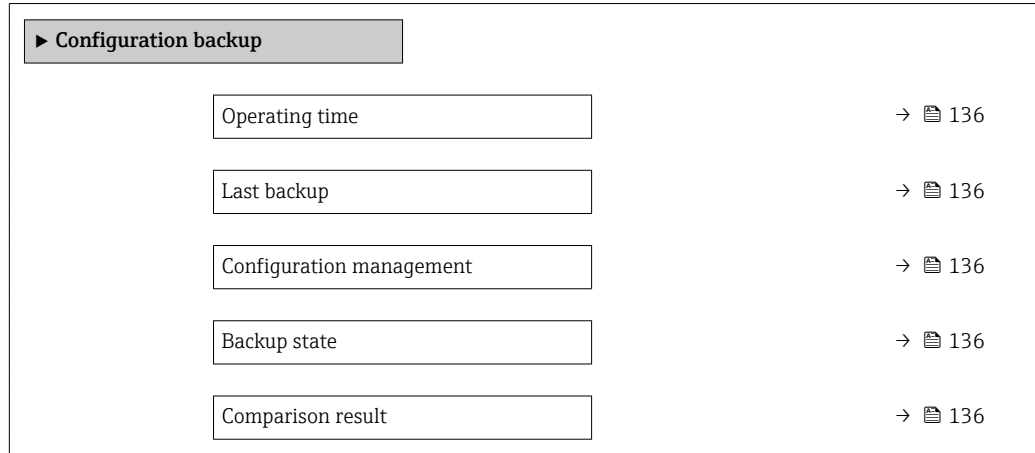 ▶ Configuration backup
Operating time → 136
Last backup → 136
Configuration management → 136
Backup state → 136
Comparison result → 136